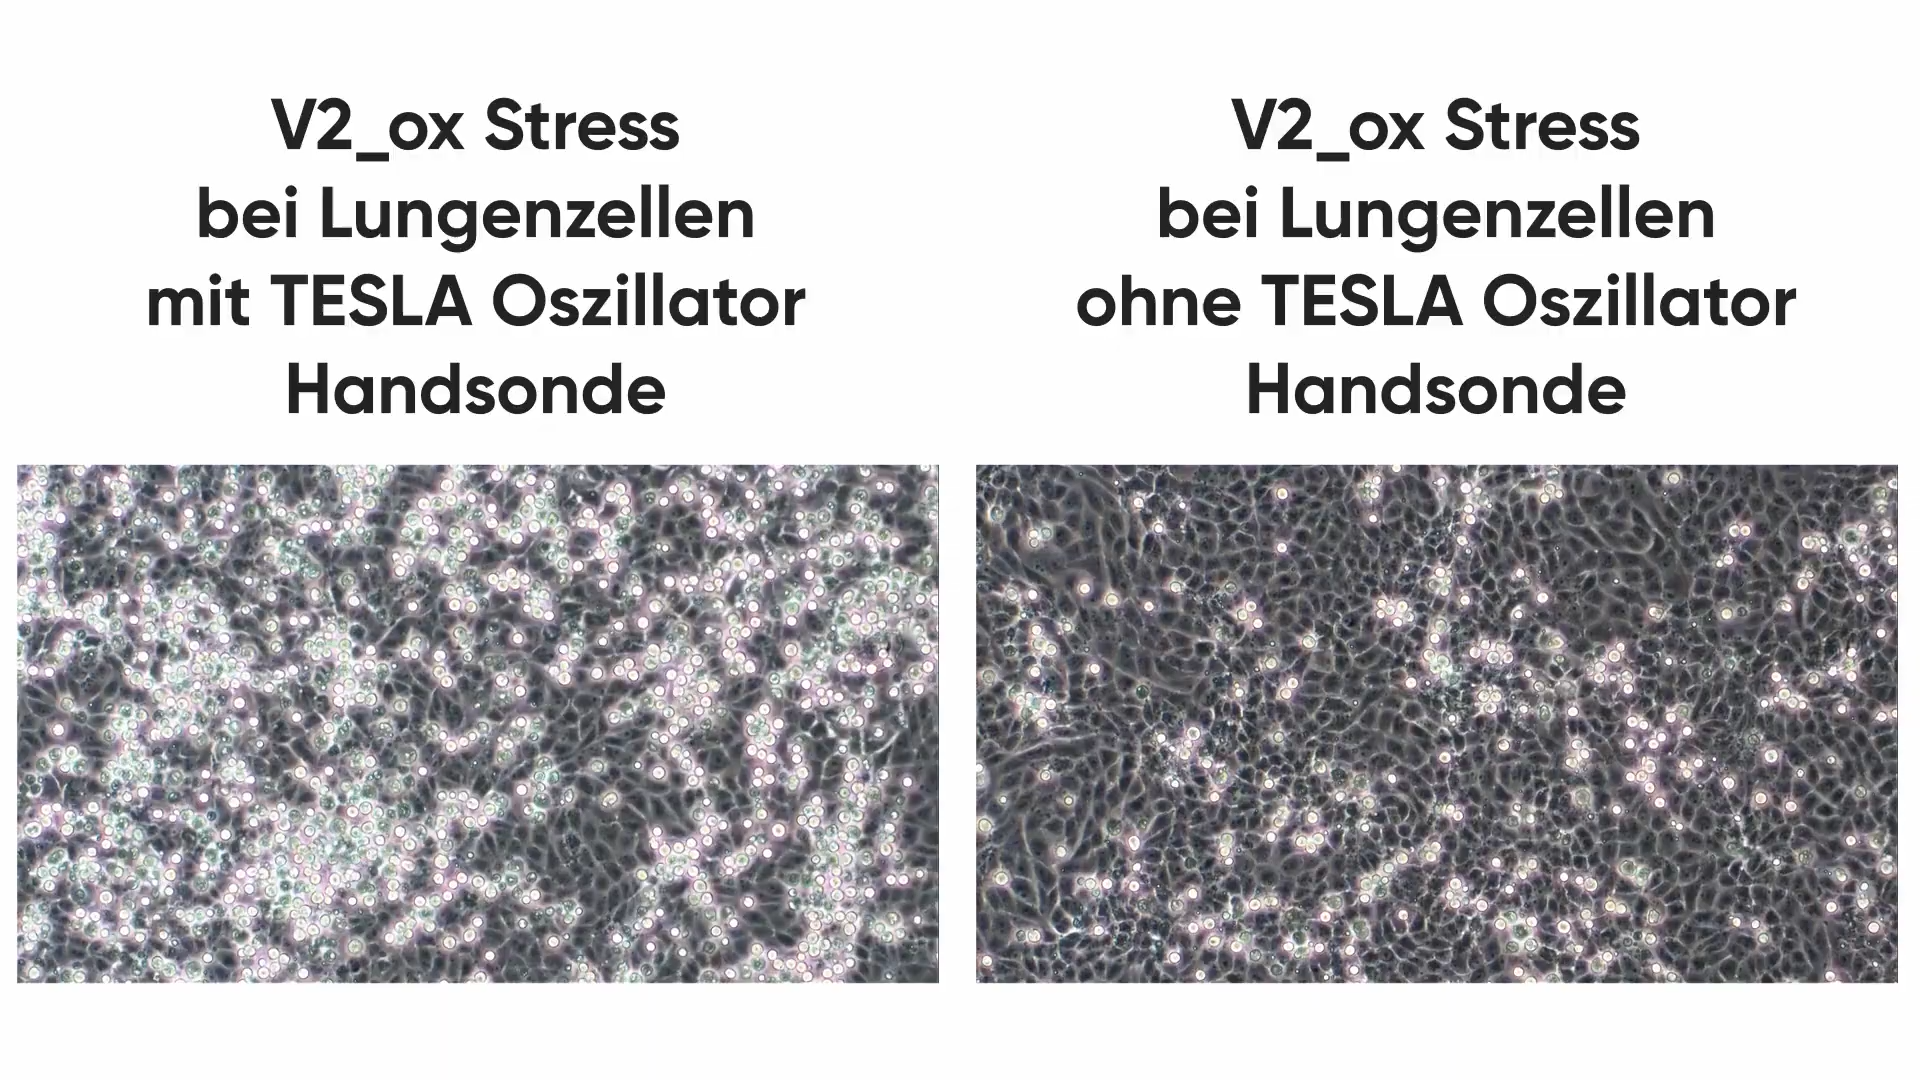 V2_ox Stress
bei Lungenzellen
mit TESLA Oszillator
Handsonde
V2_ox Stress
bei Lungenzellen
ohne TESLA Oszillator
Handsonde